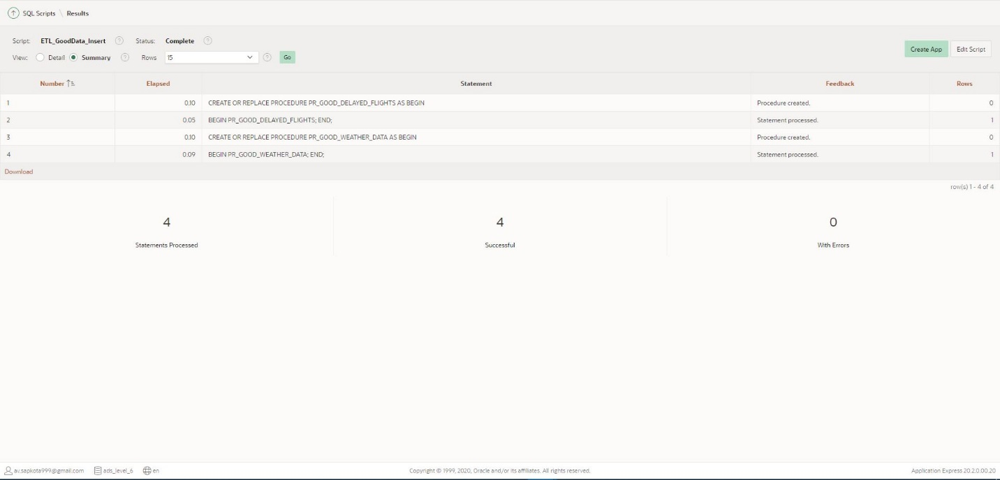 SQL Scripts \ Results
Script: ETL_GoodData_Insert ? Status: Complete ?
View: Detail Summary ? Rows 15 ? Go
Create App Edit Script
Number Elapsed Statement Feedback Rows
1 0.10 CREATE OR REPLACE PROCEDURE PR_GOOD_DELAYED_FLIGHTS AS BEGIN Procedure created. 0
2 0.05 BEGIN PR_GOOD_DELAYED_FLIGHTS; END; Statement processed. 1
3 0.10 CREATE OR REPLACE PROCEDURE PR_GOOD_WEATHER_DATA AS BEGIN Procedure created. 0
4 0.09 BEGIN PR_GOOD_WEATHER_DATA; END; Statement processed. 1
Download
row(s) 1 - 4 of 4
4 4 0
Statements Processed Successful With Errors
av.sapkota999@gmail.com ads_level_6 en Copyright © 1999, 2020, Oracle and/or its affiliates. All rights reserved. Application Express 20.2.0.00.20